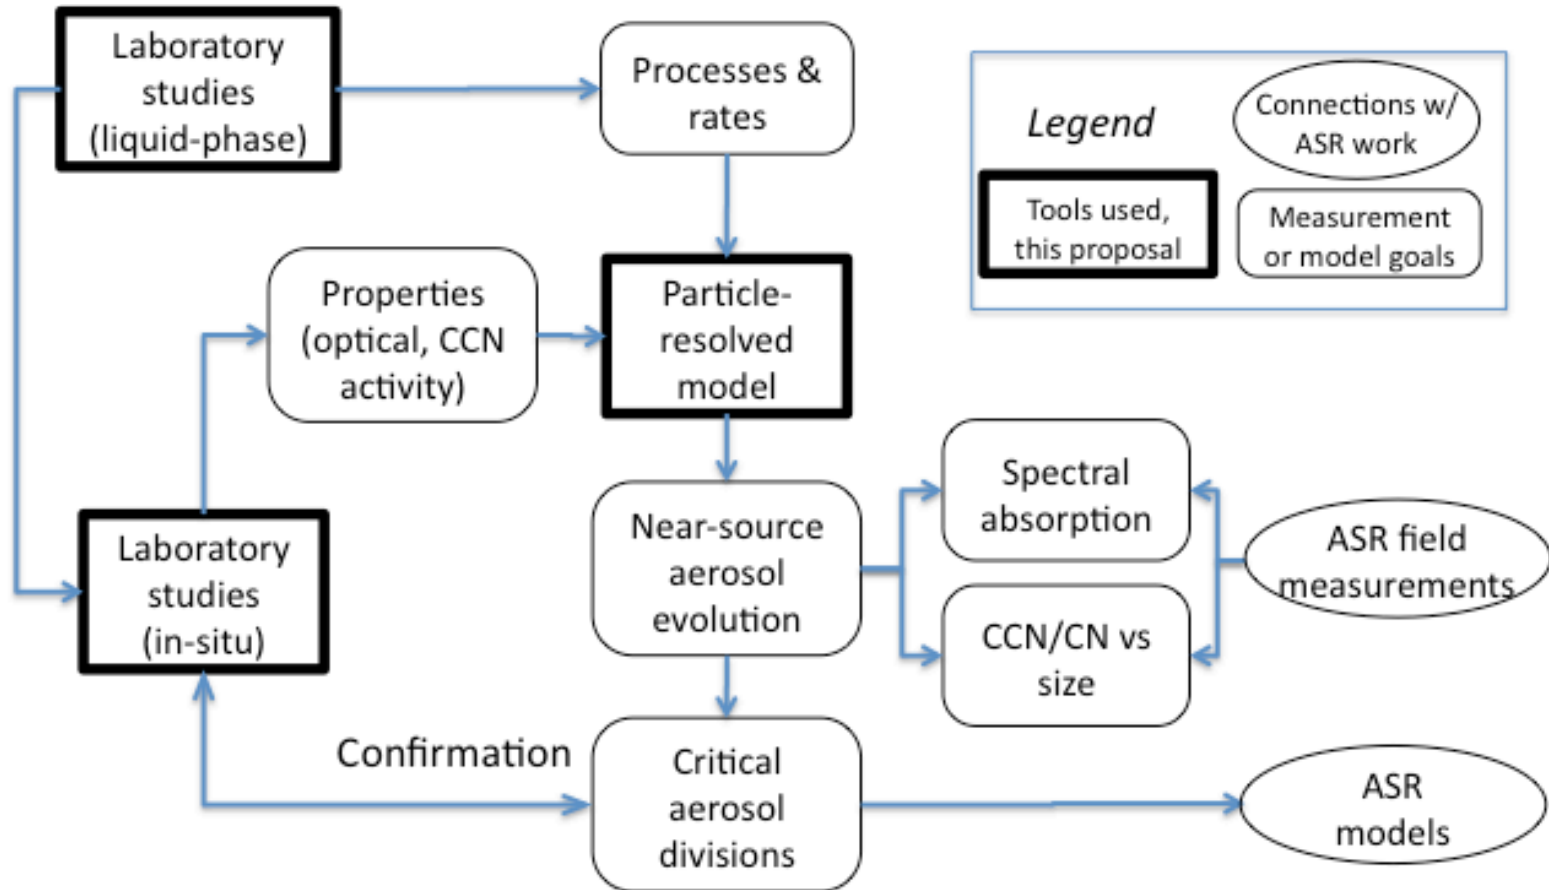 Laboratory
studies
(liquid-phase)
Processes &
rates
Legend
Connections w/
ASR work
Tools used,
this proposal
Measurement
or model goals
Properties
(optical, CCN
activity)
Particle-
resolved
model
Laboratory
studies
(in-situ)
Near-source
aerosol
evolution
Spectral
absorption
CCN/CN vs
size
ASR field
measurements
Confirmation
Critical
aerosol
divisions
ASR
models